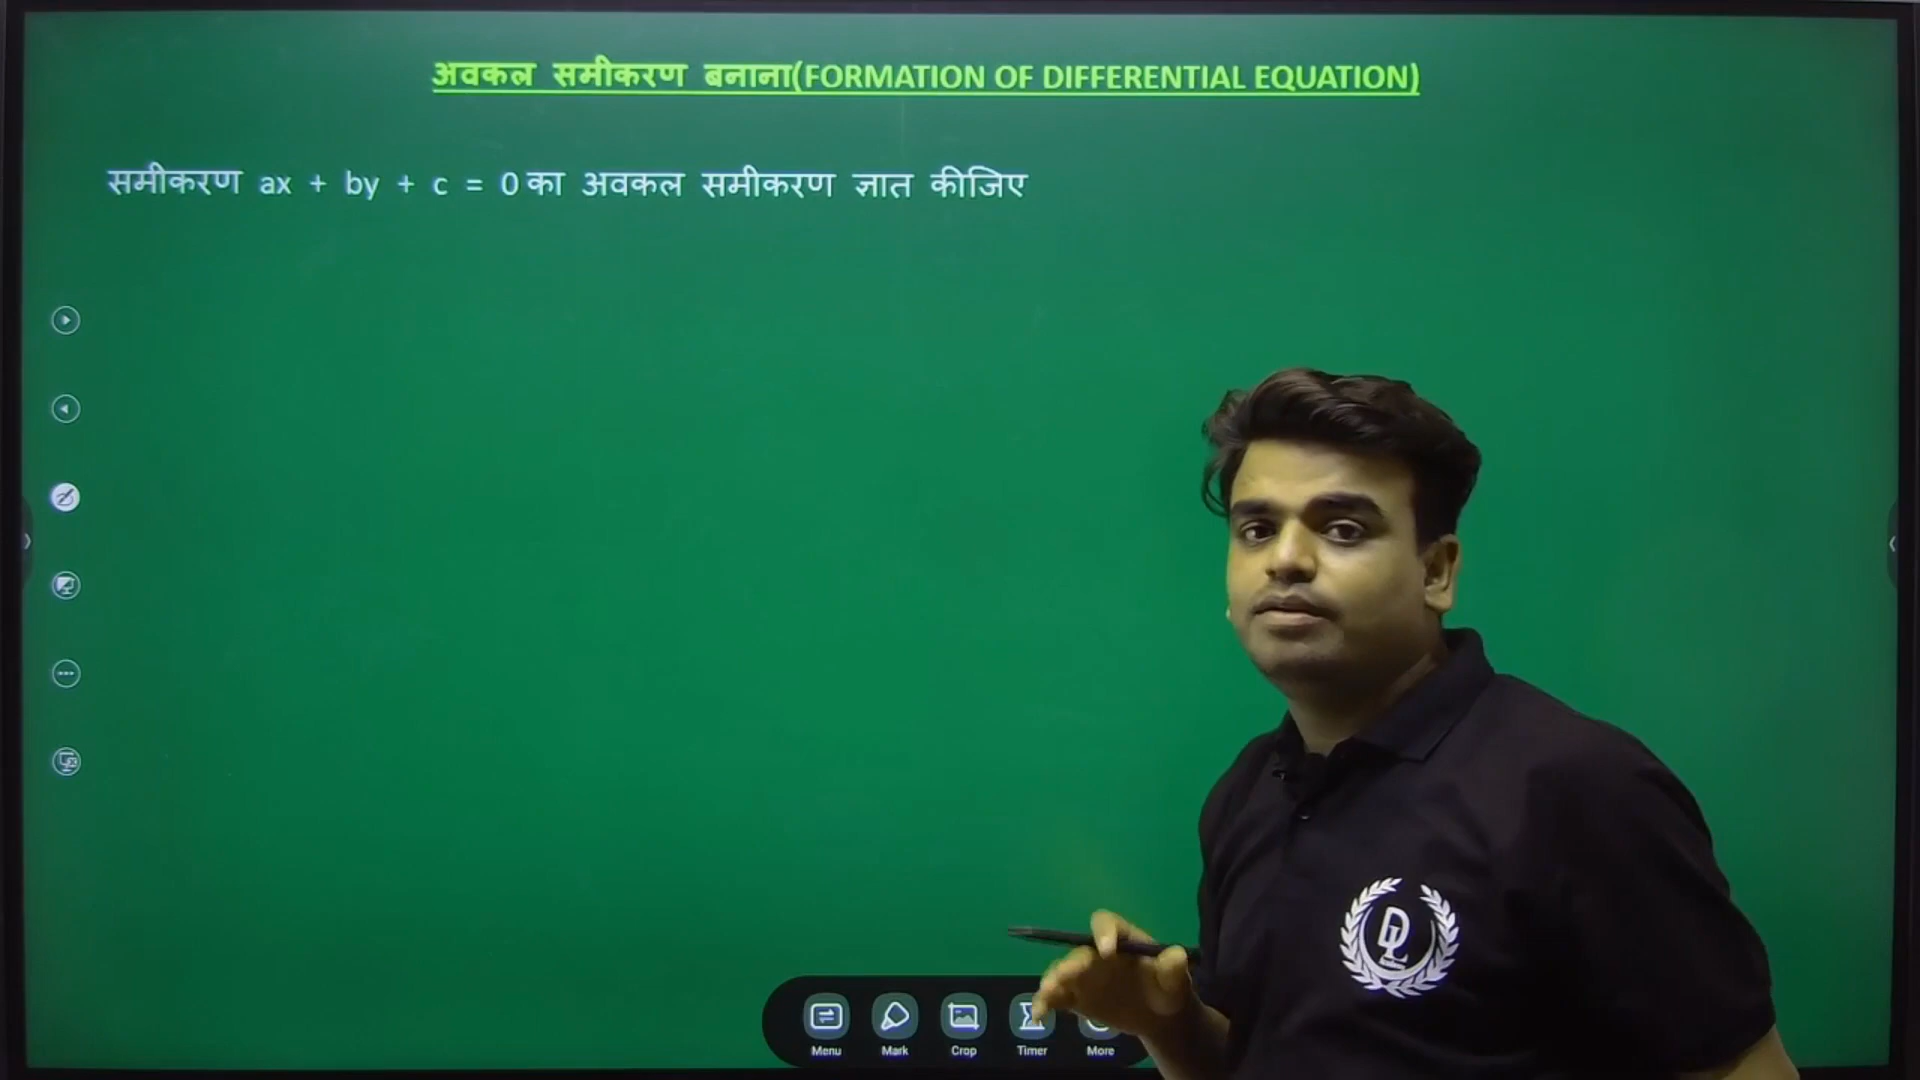 अवकल समीकरण बनाना(FORMATION OF DIFFERENTIAL EQUATION)
समीकरण ax + by + c = 0 का अवकल समीकरण ज्ञात कीजिए
Menu Mark Crop Timer More
DL